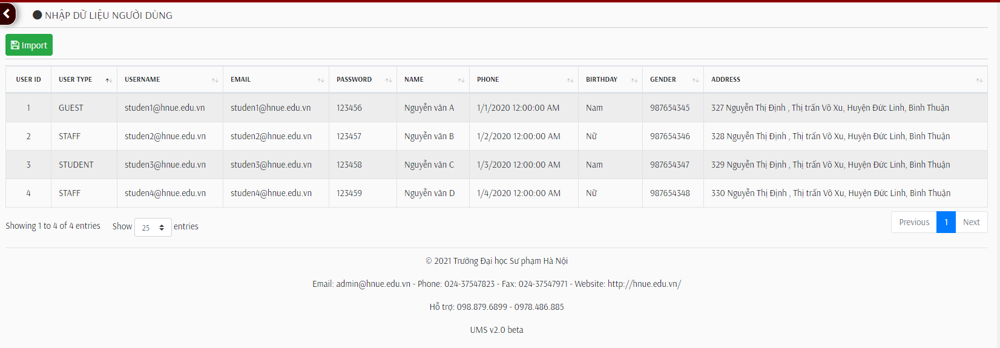 NHẬP DỮ LIỆU NGƯỜI DÙNG
Import
USER ID USER TYPE USERNAME EMAIL PASSWORD NAME PHONE BIRTHDAY GENDER ADDRESS
1 GUEST studen1@hnue.edu.vn studen1@hnue.edu.vn 123456 Nguyễn văn A 1/1/2020 12:00:00 AM Nam 987654345 327 Nguyễn Thị Định , Thị trấn Võ Xu, Huyện Đức Linh, Bình Thuận
2 STAFF studen2@hnue.edu.vn studen2@hnue.edu.vn 123457 Nguyễn văn B 1/2/2020 12:00:00 AM Nữ 987654346 328 Nguyễn Thị Định , Thị trấn Võ Xu, Huyện Đức Linh, Bình Thuận
3 STUDENT studen3@hnue.edu.vn studen3@hnue.edu.vn 123458 Nguyễn văn C 1/3/2020 12:00:00 AM Nam 987654347 329 Nguyễn Thị Định , Thị trấn Võ Xu, Huyện Đức Linh, Bình Thuận
4 STAFF studen4@hnue.edu.vn studen4@hnue.edu.vn 123459 Nguyễn văn D 1/4/2020 12:00:00 AM Nữ 987654348 330 Nguyễn Thị Định , Thị trấn Võ Xu, Huyện Đức Linh, Bình Thuận
Showing 1 to 4 of 4 entries Show 25 entries Previous 1 Next
© 2021 Trường Đại học Sư phạm Hà Nội
Email: admin@hnue.edu.vn - Phone: 024-37547823 - Fax: 024-37547971 - Website: http://hnue.edu.vn/
Hỗ trợ: 098.879.6899 - 0978.486.885
UMS v2.0 beta